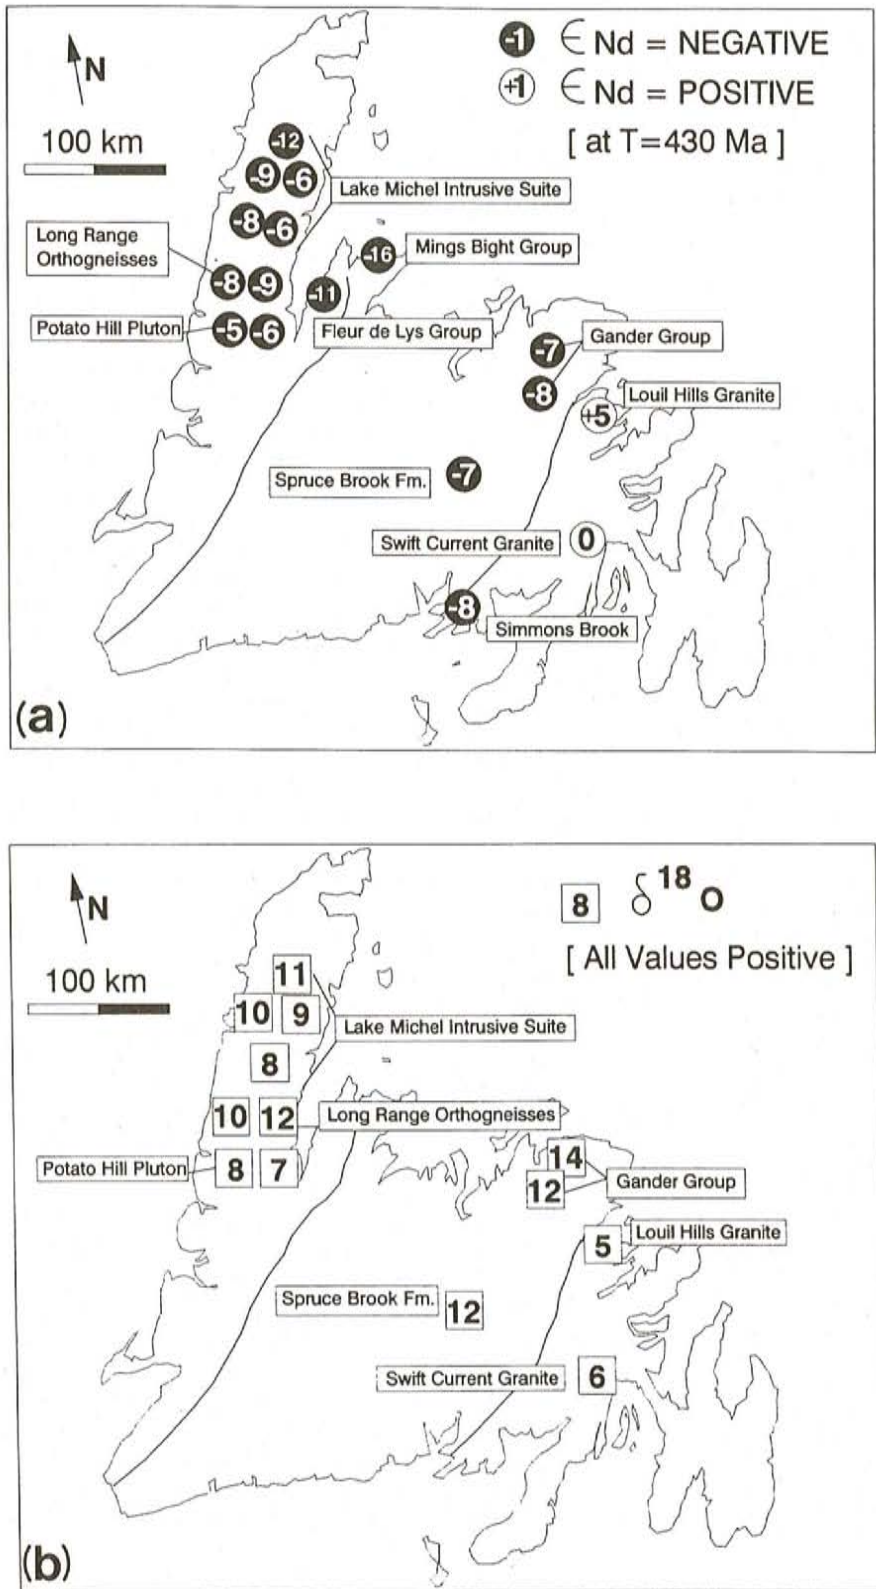 -1 ∈ Nd = NEGATIVE
+1 ∈ Nd = POSITIVE
[ at T=430 Ma ]
N
100 km
-12
-9 -6
Lake Michel Intrusive Suite
-8 -6
Long Range
Orthogneisses
-16
Mings Bight Group
-8 -9
-11
Potato Hill Pluton
-5 -6
Fleur de Lys Group
-7
Gander Group
-8
Louil Hills Granite
+5
Spruce Brook Fm.
-7
Swift Current Granite
0
-8
Simmons Brook
(a)
N
8 δ 18 O
[ All Values Positive ]
100 km
11
10 9
Lake Michel Intrusive Suite
8
10 12
Long Range Orthogneisses
Potato Hill Pluton
8 7
14
12
Gander Group
Louil Hills Granite
5
Spruce Brook Fm.
12
Swift Current Granite
6
(b)